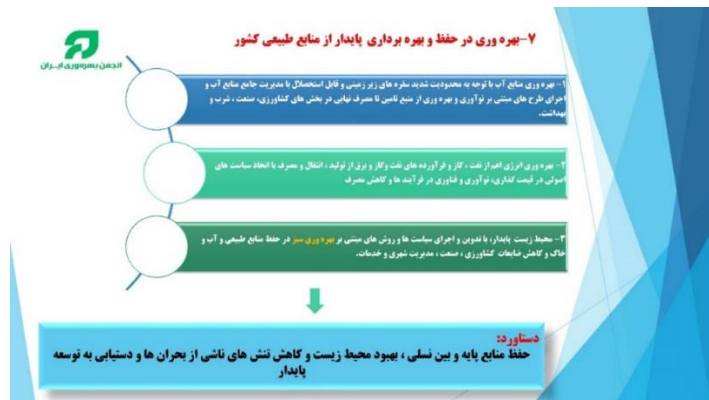 ۷-بهره وری در حفظ و بهره برداری پایدار از منابع طبیعی کشور
انجمن بهره‌وری ایـران
۱- بهره وری منابع آب با توجه به محدودیت شدید سفره های زیر زمینی و قابل استحصلال با مدیریت جامع منابع آب و
اجرای طرح های مبتنی بر نوآوری و بهره وری از منبع تامین تا مصرف نهایی در بخش های کشاورزی، صنعت ، شرب و
بهداشت.
۲- بهره وری انرژی اعم از نفت ، گاز و فرآورده های نفت وگاز و برق از تولید ، انتقال و مصرف با اتخاذ سیاست های
اصولی در قیمت گذاری، نوآوری و فناوری در فرآیند ها و کاهش مصرف
۳- محیط زیست پایدار، با تدوین و اجرای سیاست ها و روش های مبتنی بر بهره وری سبز در حفظ منابع طبیعی و آب و
خاک و کاهش ضایعات کشاورزی ، صنعت ، مدیریت شهری و خدمات.
دستاورد:
حفظ منابع پایه و بین نسلی ، بهبود محیط زیست و کاهش تنش های ناشی از بحران ها و دستیابی به توسعه
پایدار